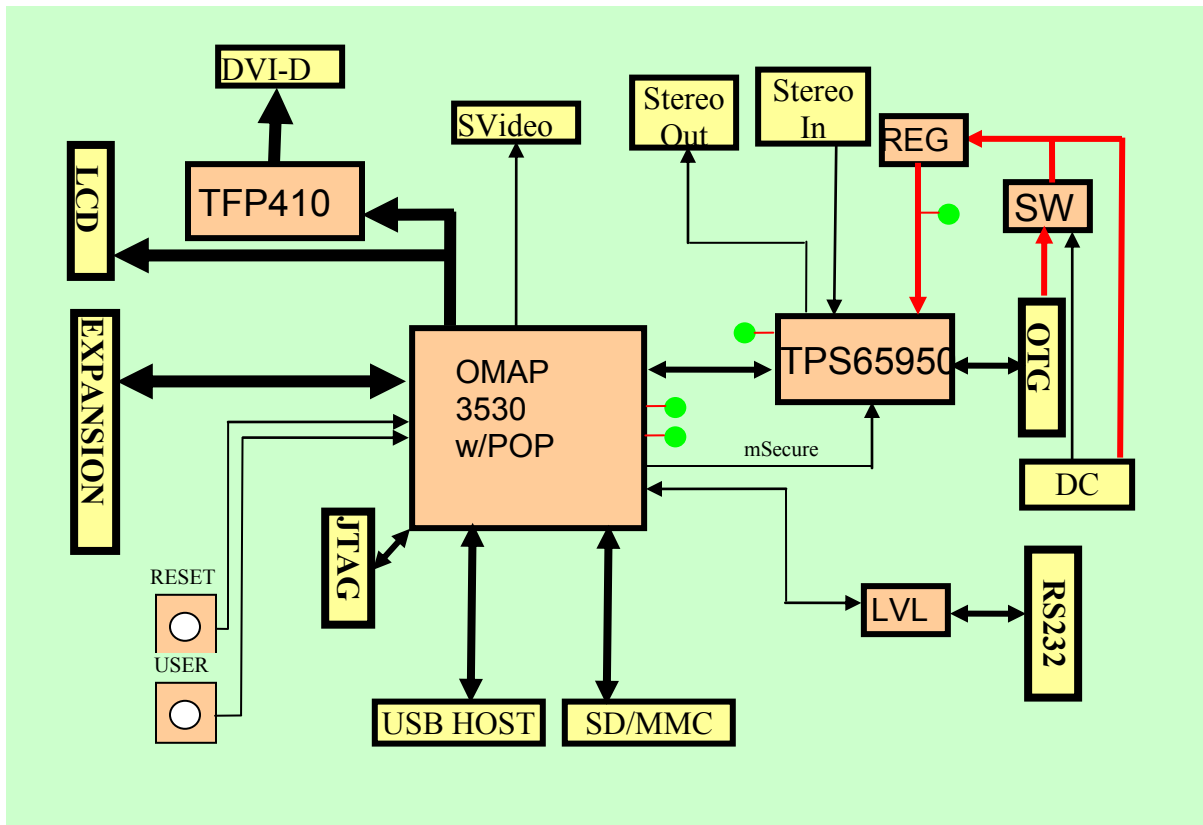 DVI-D
SVideo
Stereo
Out
Stereo
In
REG
LCD
TFP410
SW
EXPANSION
OMAP
3530
w/POP
TPS65950
OTG
mSecure
DC
JTAG
RESET
LVL
RS232
USER
USB HOST
SD/MMC